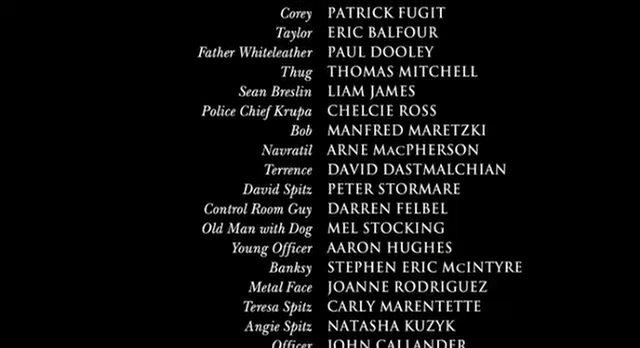 Corey PATRICK FUGIT
Taylor ERIC BALFOUR
Father Whiteleather PAUL DOOLEY
Thug THOMAS MITCHELL
Sean Breslin LIAM JAMES
Police Chief Krupa CHELCIE ROSS
Bob MANFRED MARETZKI
Navratil ARNE MACPHERSON
Terrence DAVID DASTMALCHIAN
David Spitz PETER STORMARE
Control Room Guy DARREN FELBEL
Old Man with Dog MEL STOCKING
Young Officer AARON HUGHES
Banksy STEPHEN ERIC MCINTYRE
Metal Face JOANNE RODRIGUEZ
Teresa Spitz CARLY MARENTETTE
Angie Spitz NATASHA KUZYK
Officer JOHN CALLANDER